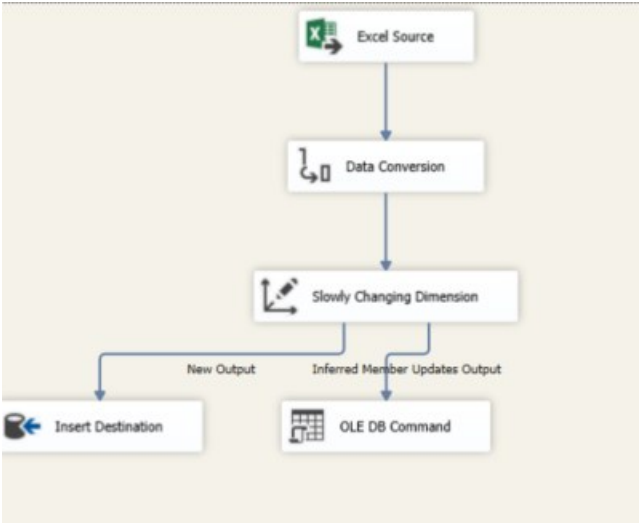 Excel Source
Data Conversion
Slowly Changing Dimension
New Output
Inferred Member Updates Output
Insert Destination
OLE DB Command